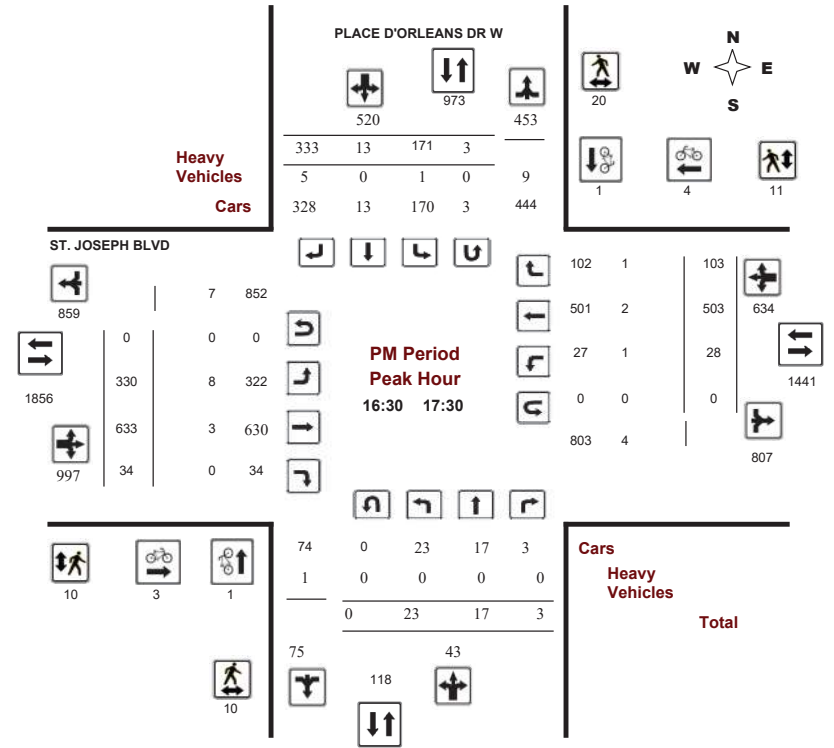 PLACE D'ORLEANS DR W
N
W E
S
973
20
520 453
333 13 171 3
Heavy
Vehicles
5 0 1 0 9
Cars
328 13 170 3 444
1 4 11
ST. JOSEPH BLVD
859
7 852
102 1 103
0 0 0
501 2 503 634
PM Period
Peak Hour
16:30 17:30
27 1 28
1856
330 8 322
1441
0 0 0
633 3 630
803 4
807
997
34 0 34
74 0 23 17 3 Cars
1 0 0 0 0 Heavy
Vehicles
10 3 1
0 23 17 3 Total
75 43
118
10